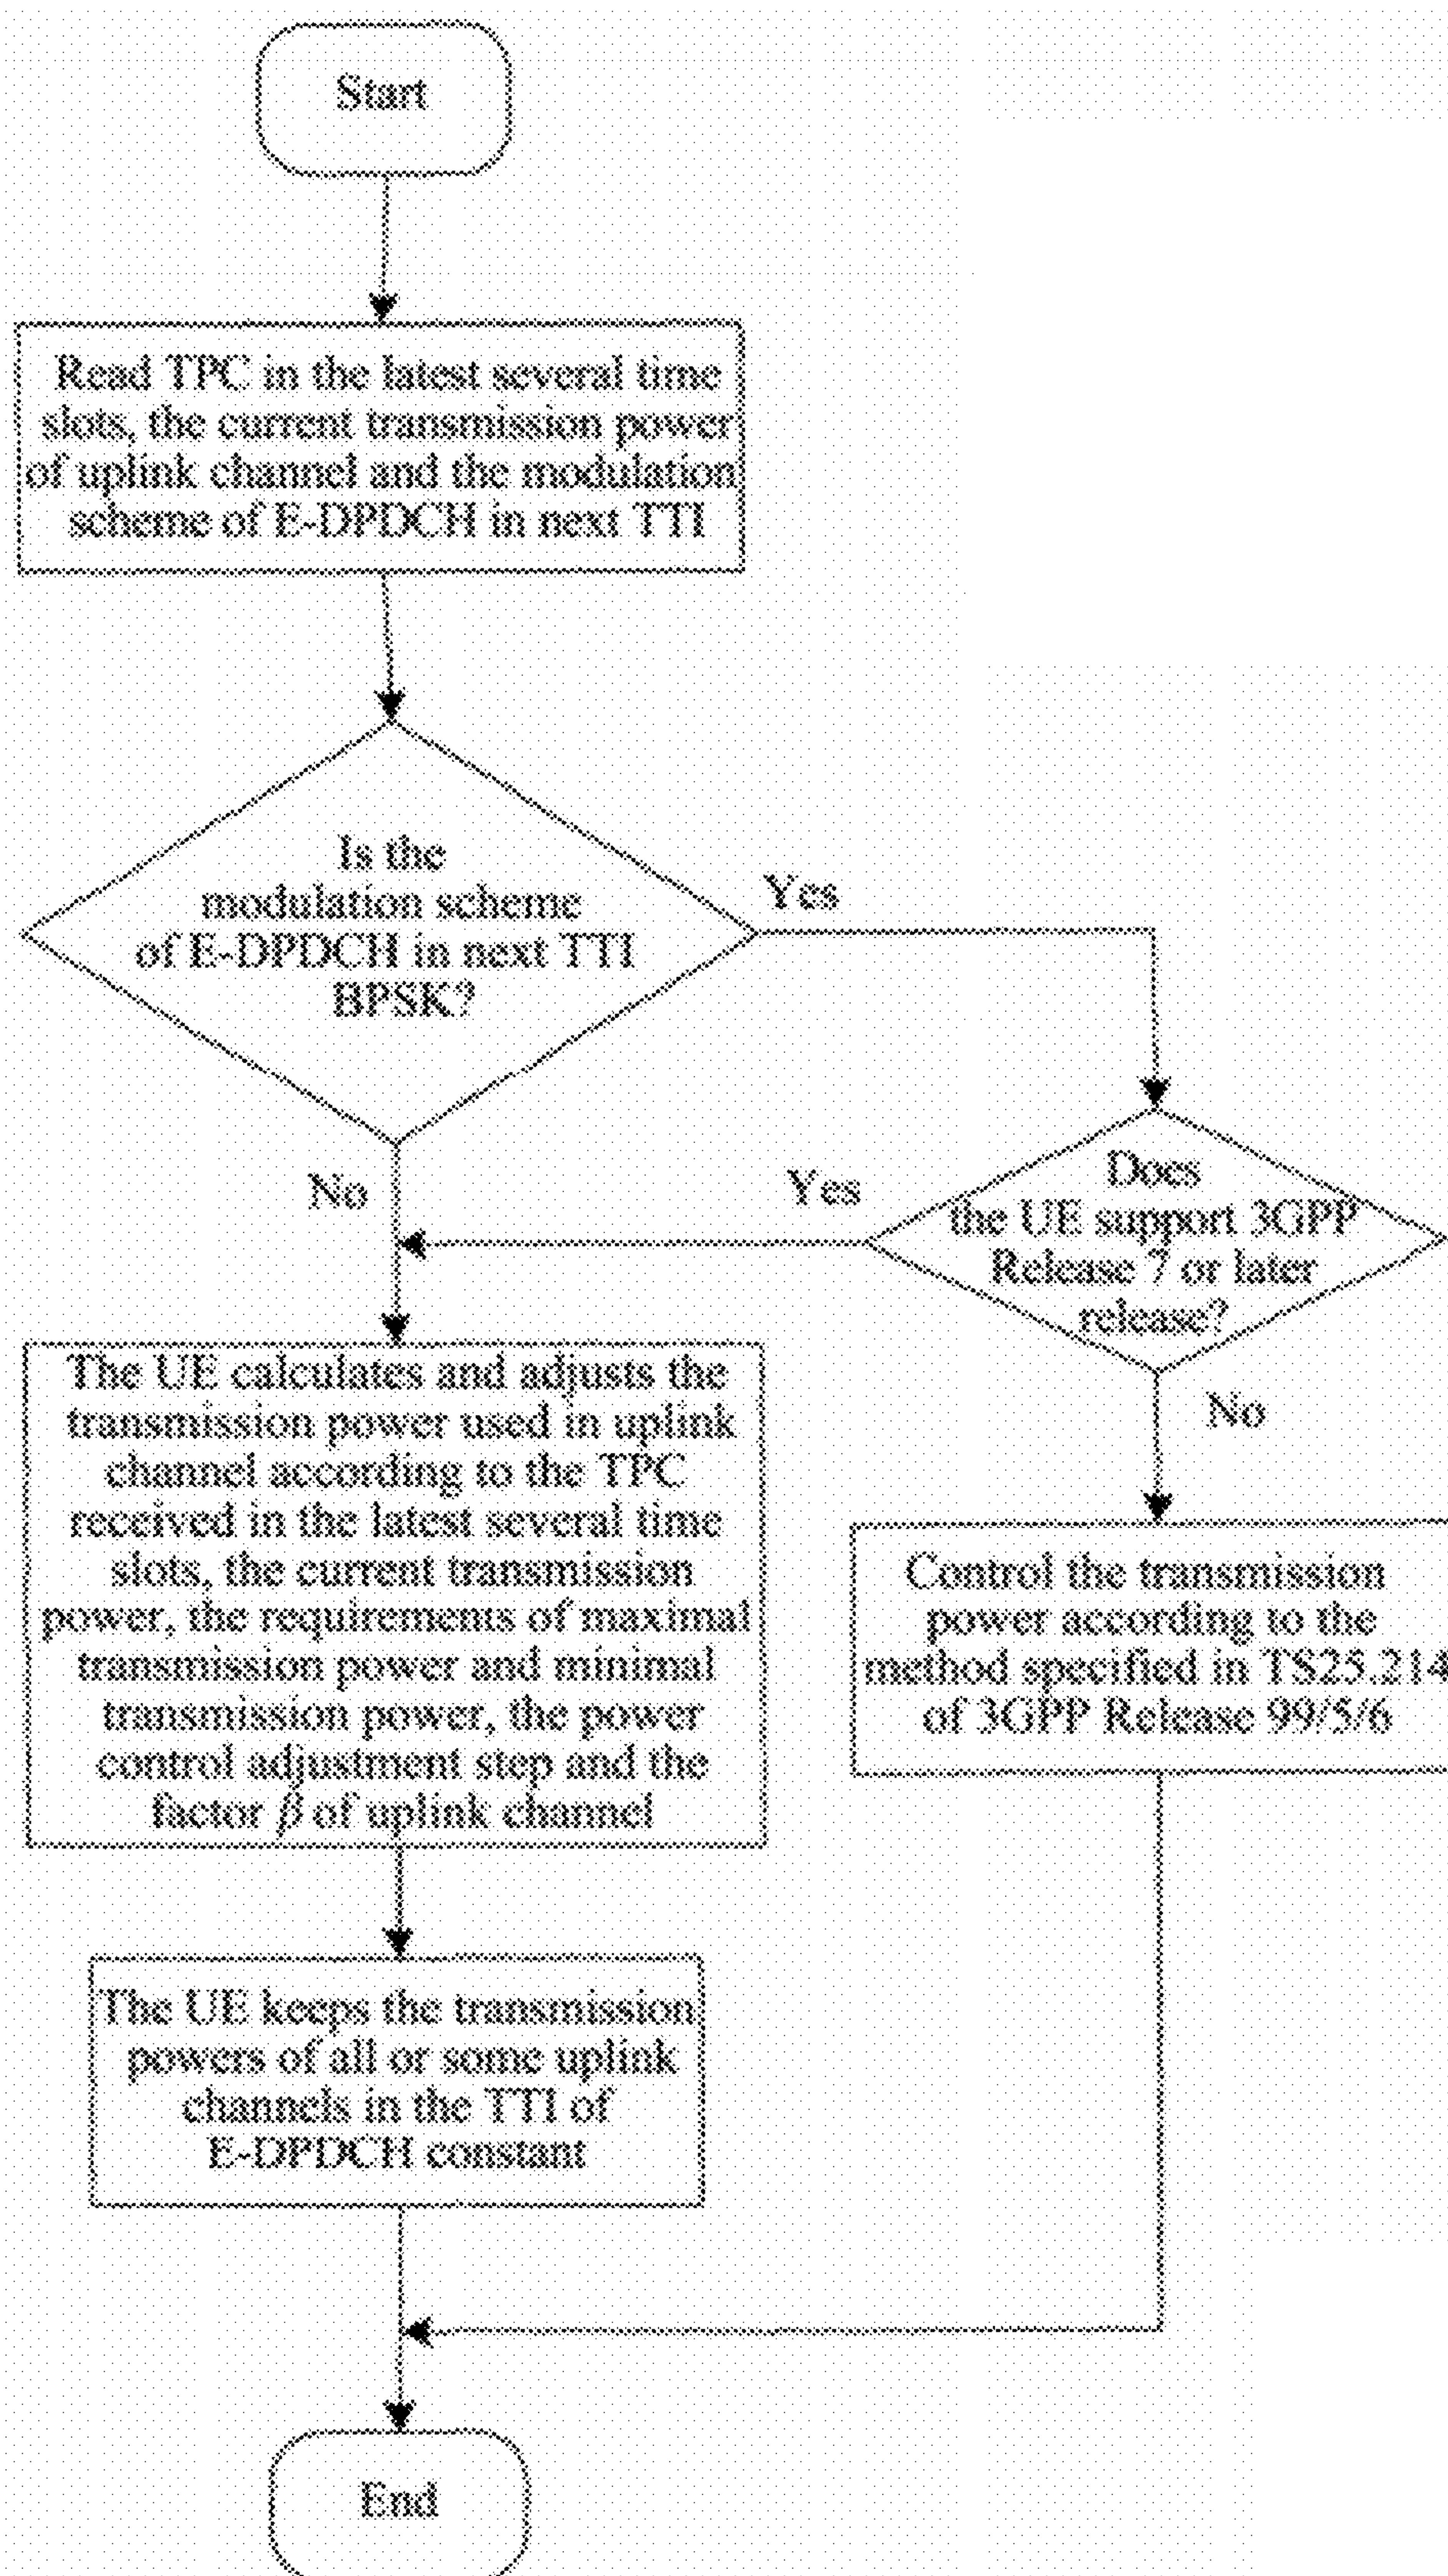 Start
Read TPC in the latest several time
slots, the current transmission power
of uplink channel and the modulation
scheme of E-DPDCH in next TTI
Is the
modulation scheme
of E-DPDCH in next TTI
BPSK?
Yes
No
Yes
Does
the UE support 3GPP
Release 7 or later
release?
No
The UE calculates and adjusts the
transmission power used in uplink
channel according to the TPC
received in the latest several time
slots, the current transmission
power, the requirements of maximal
transmission power and minimal
transmission power, the power
control adjustment step and the
factor β of uplink channel
Control the transmission
power according to the
method specified in TS25.214
of 3GPP Release 99/5/6
The UE keeps the transmission
powers of all or some uplink
channels in the TTI of
E-DPDCH constant
End